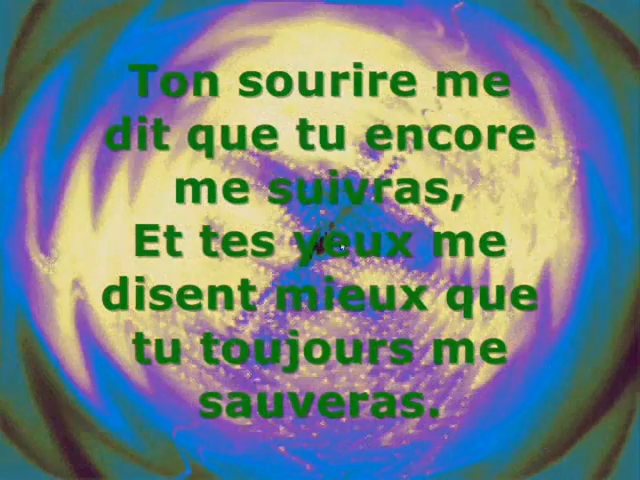 Ton sourire me
dit que tu encore
me suivras,
Et tes yeux me
disent mieux que
tu toujours me
sauveras.